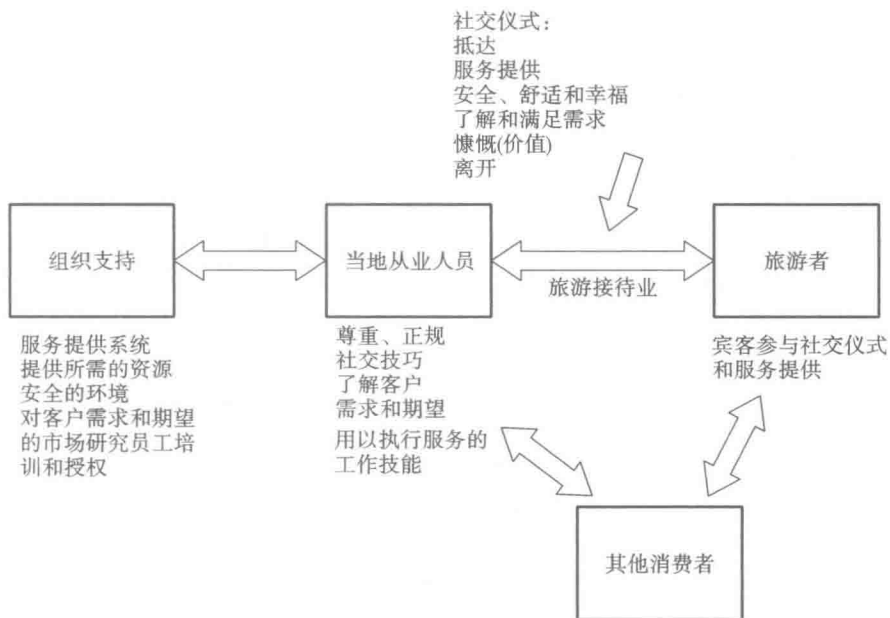 社交仪式：
抵达
服务提供
安全、舒适和幸福
了解和满足需求
慷慨(价值)
离开
组织支持
当地从业人员
旅游者
旅游接待业
服务提供系统
提供所需的资源
安全的环境
对客户需求和期望
的市场研究员工培
训和授权
尊重、正规
社交技巧
了解客户
需求和期望
用以执行服务的
工作技能
宾客参与社交仪式
和服务提供
其他消费者